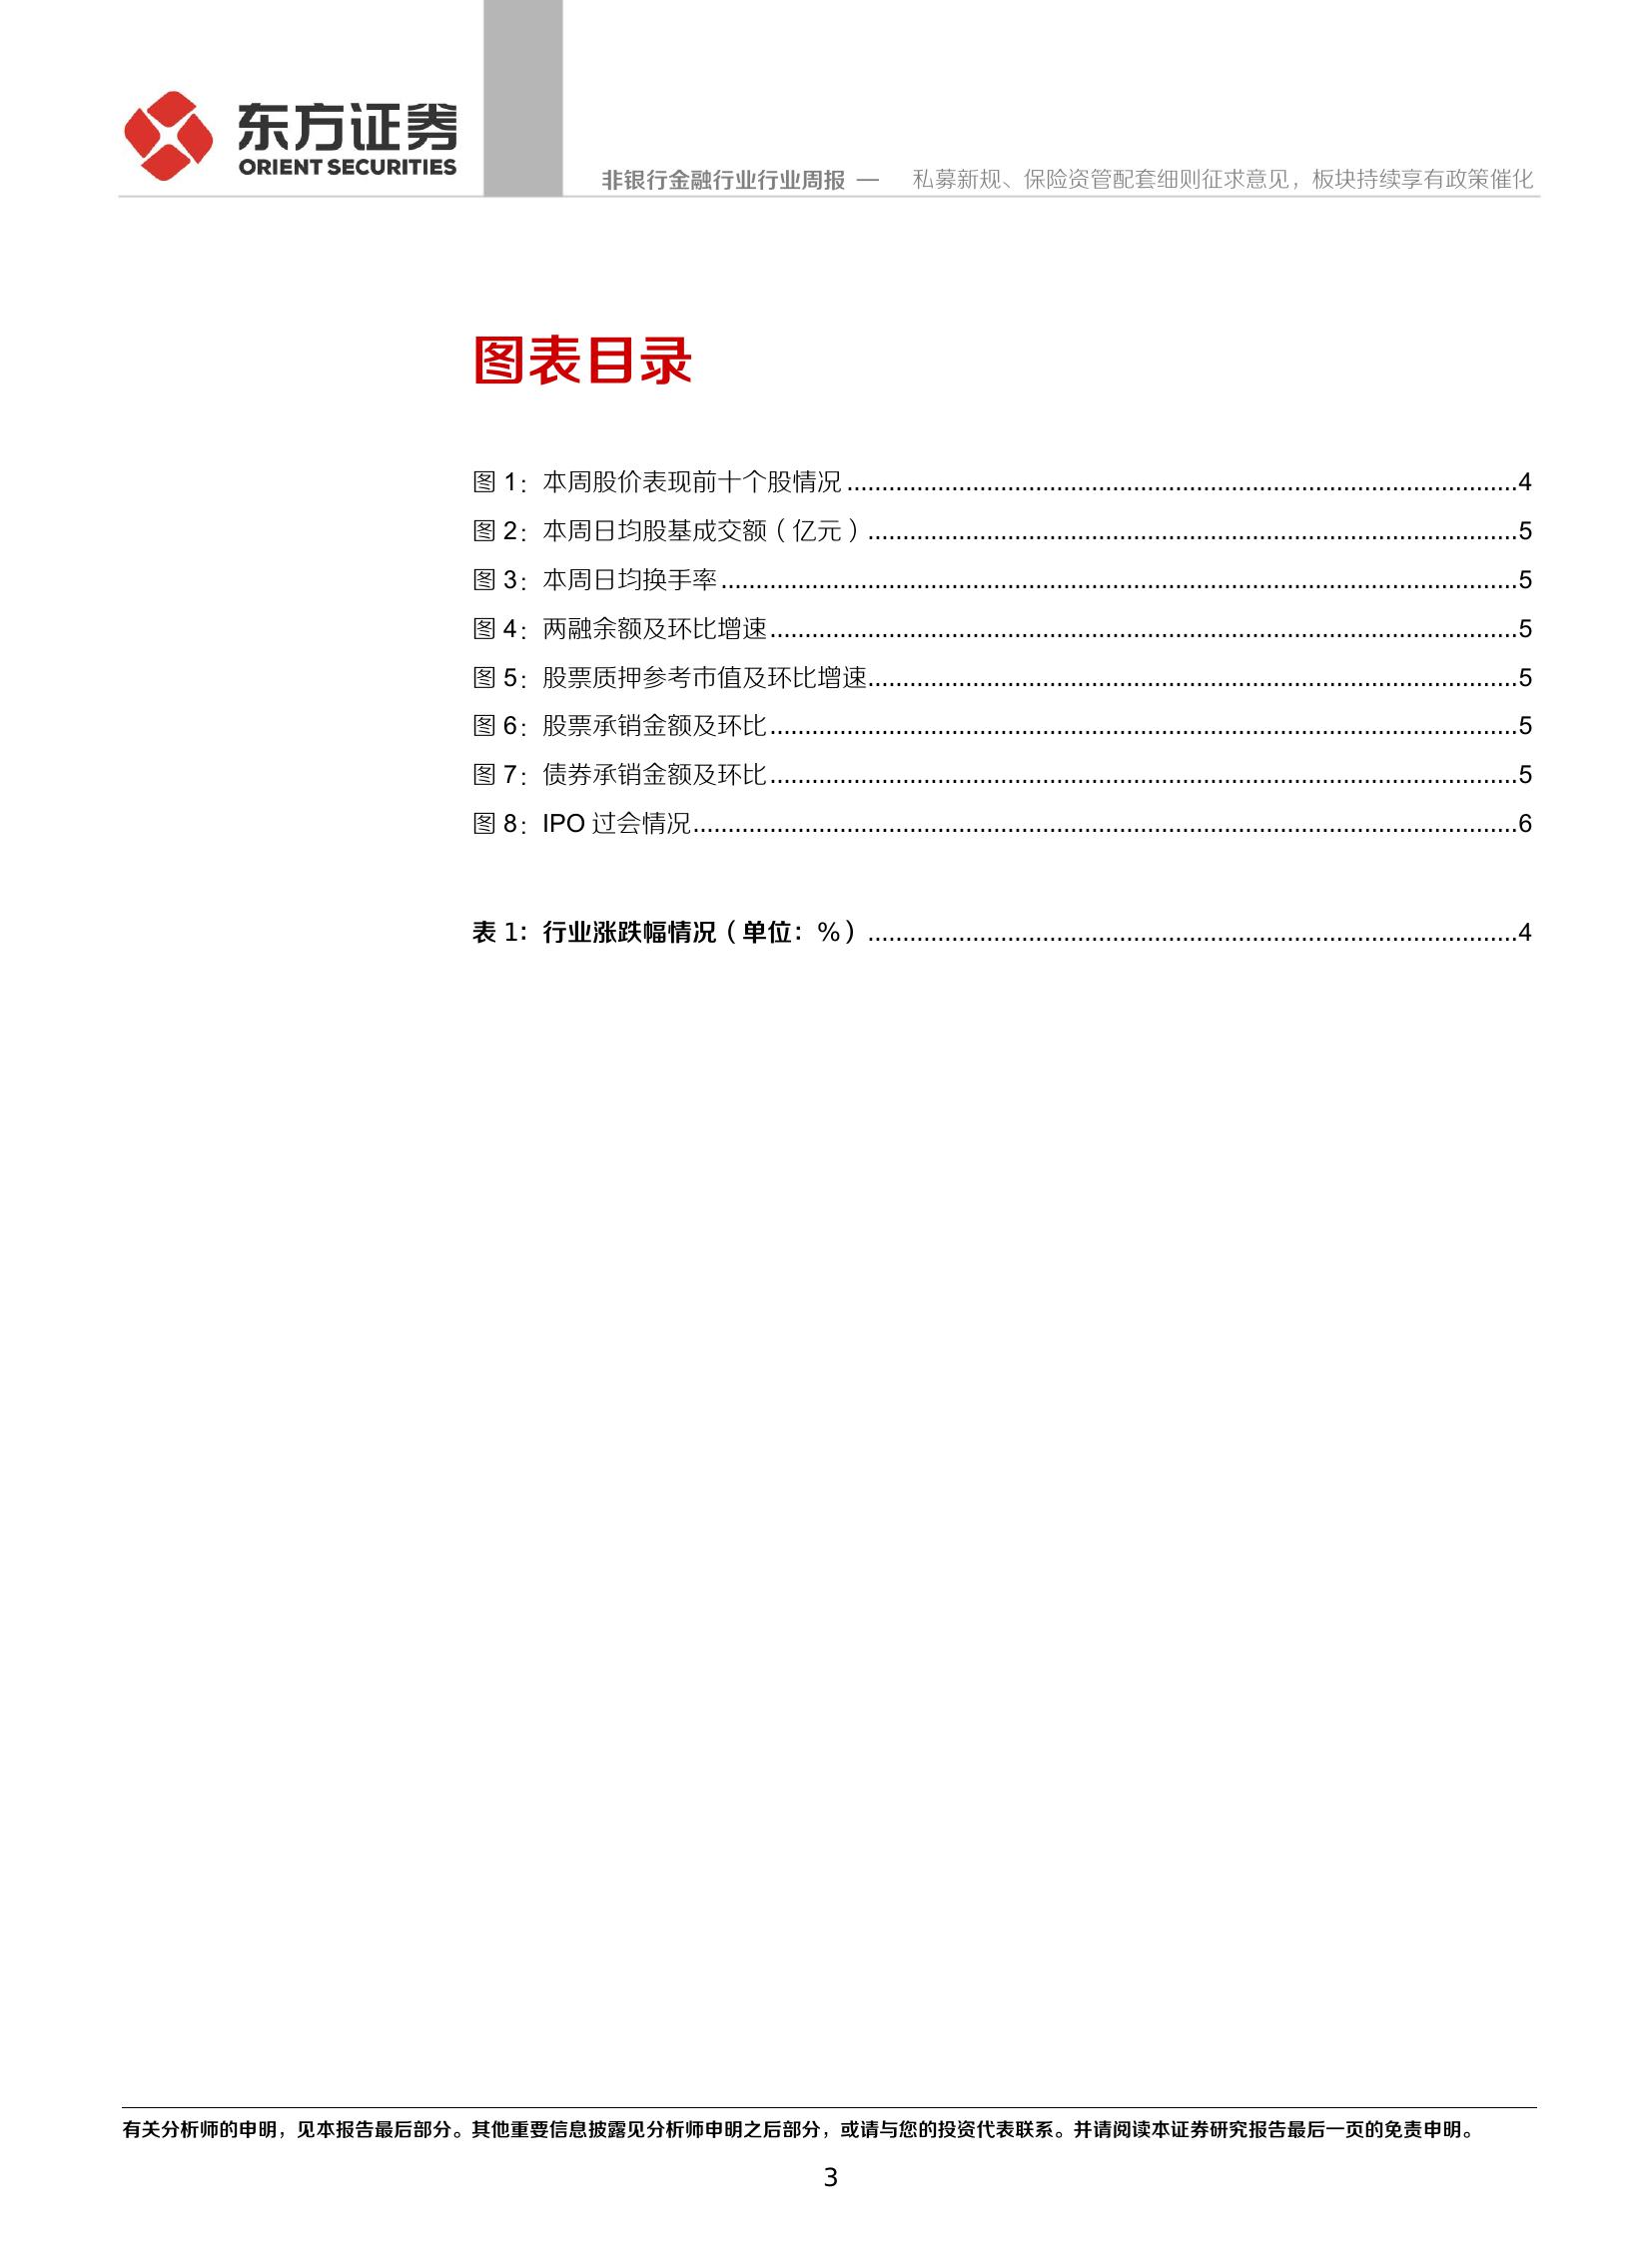 东方证券
ORIENT SECURITIES
非银行金融行业行业周报 — 私募新规、保险资管配套细则征求意见，板块持续享有政策催化
图表目录
图 1：本周股价表现前十个股情况 ................................................................................................4
图 2：本周日均股基成交额（亿元）.............................................................................................5
图 3：本周日均换手率 ..................................................................................................................5
图 4：两融余额及环比增速...........................................................................................................5
图 5：股票质押参考市值及环比增速.............................................................................................5
图 6：股票承销金额及环比...........................................................................................................5
图 7：债券承销金额及环比...........................................................................................................5
图 8：IPO 过会情况......................................................................................................................6
表 1：行业涨跌幅情况（单位：%）.............................................................................................4
有关分析师的申明，见本报告最后部分。其他重要信息披露见分析师申明之后部分，或请与您的投资代表联系。并请阅读本证券研究报告最后一页的免责申明。
3